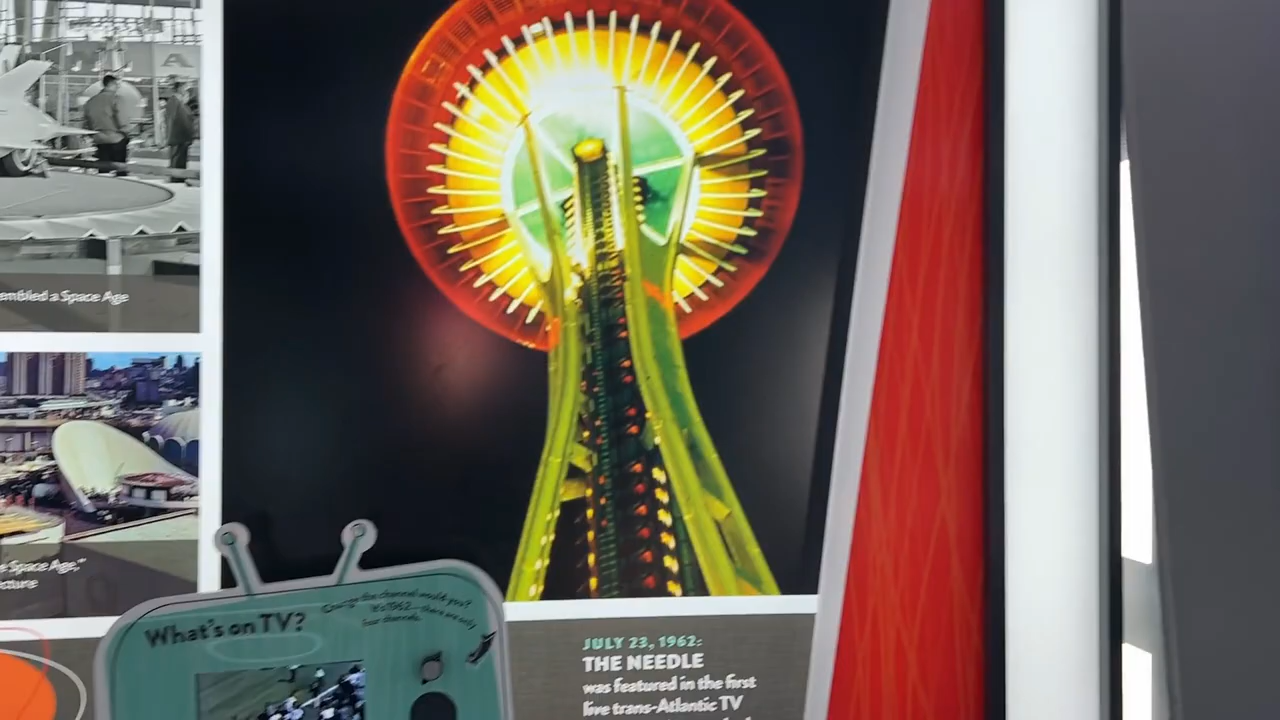 embled a Space Age
e Space Age,"
cture
What's on TV?
Change the channel would you?
It's 1962—there are only
four channels.
JULY 23, 1962:
THE NEEDLE
was featured in the first
live trans-Atlantic TV